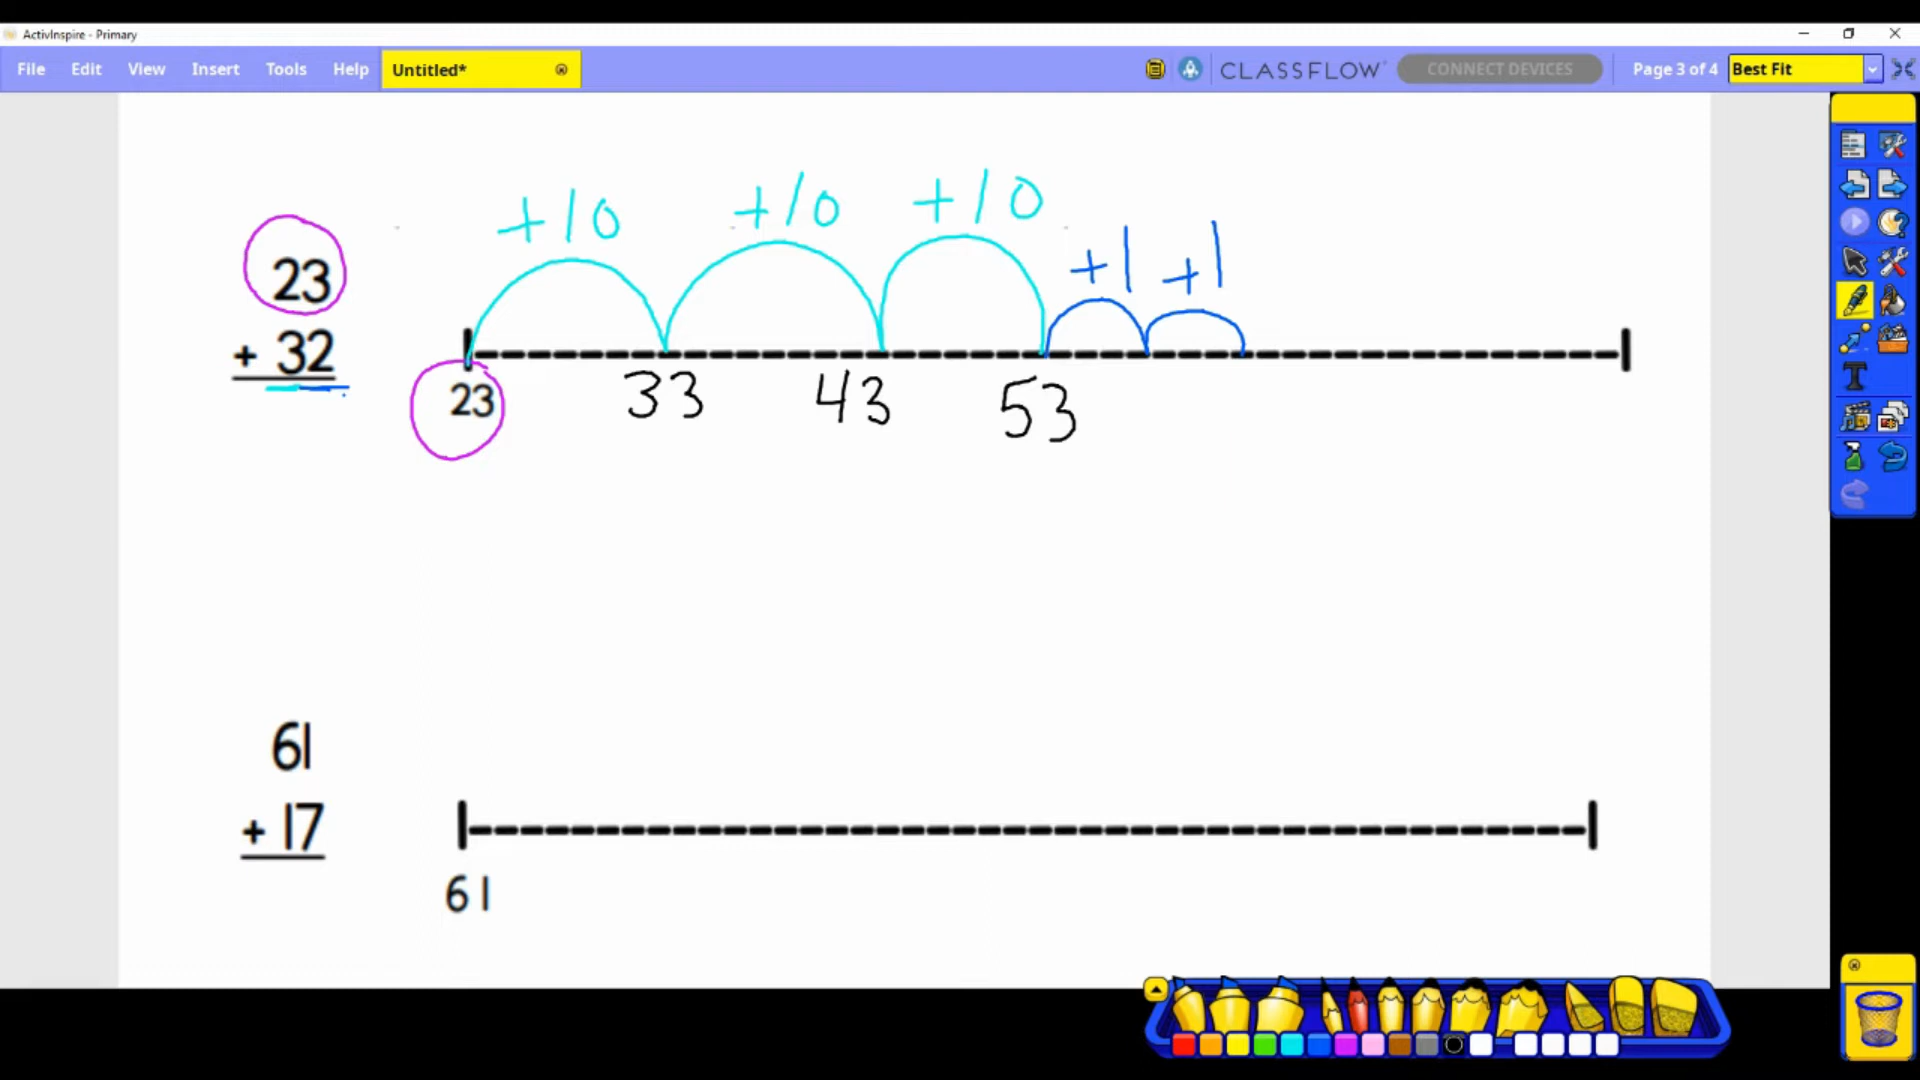 ActivInspire - Primary
File Edit View Insert Tools Help Untitled* CLASSFLOW CONNECT DEVICES Page 3 of 4 Best Fit
+10 +10 +10 +1 +1
23
+ 32
23 33 43 53
61
+ 17
61